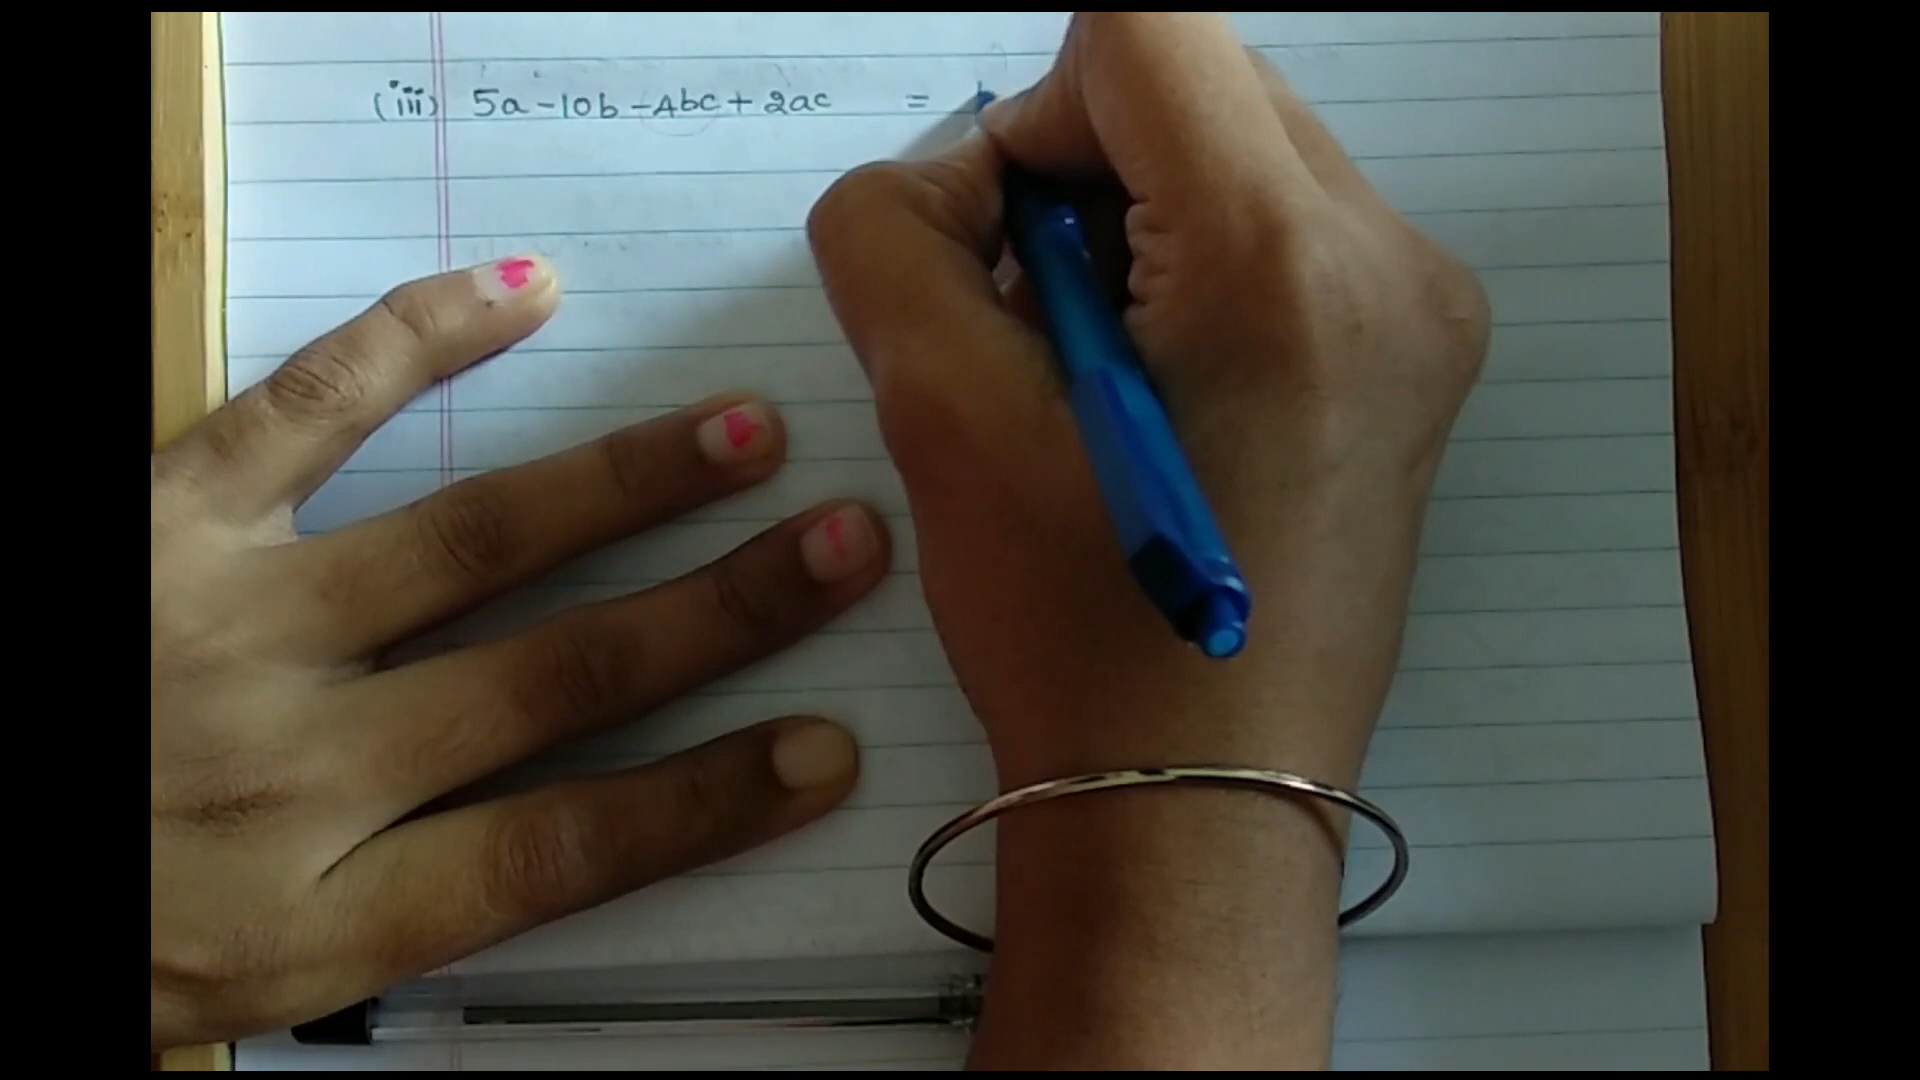 (iii) 5a-10b-4bc+2ac =